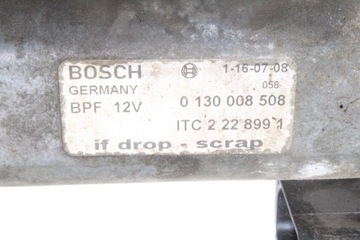 BOSCH 1-16-07-08
GERMANY 058
BPF 12V 0 130 008 508
ITC 2 22 899 1
if drop - scrap